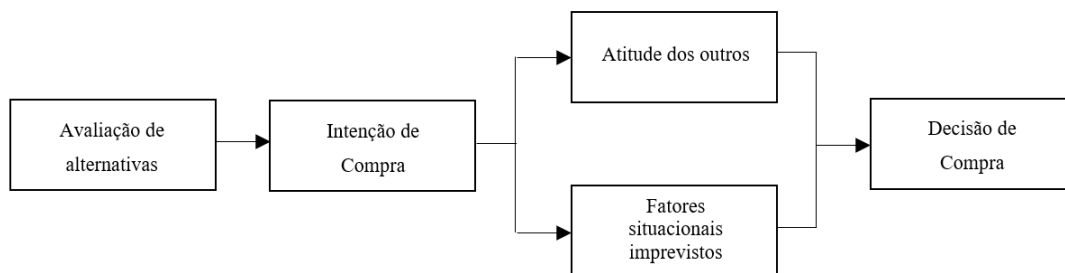 Avaliação de
alternativas
Intenção de
Compra
Atitude dos outros
Fatores
situacionais
imprevistos
Decisão de
Compra